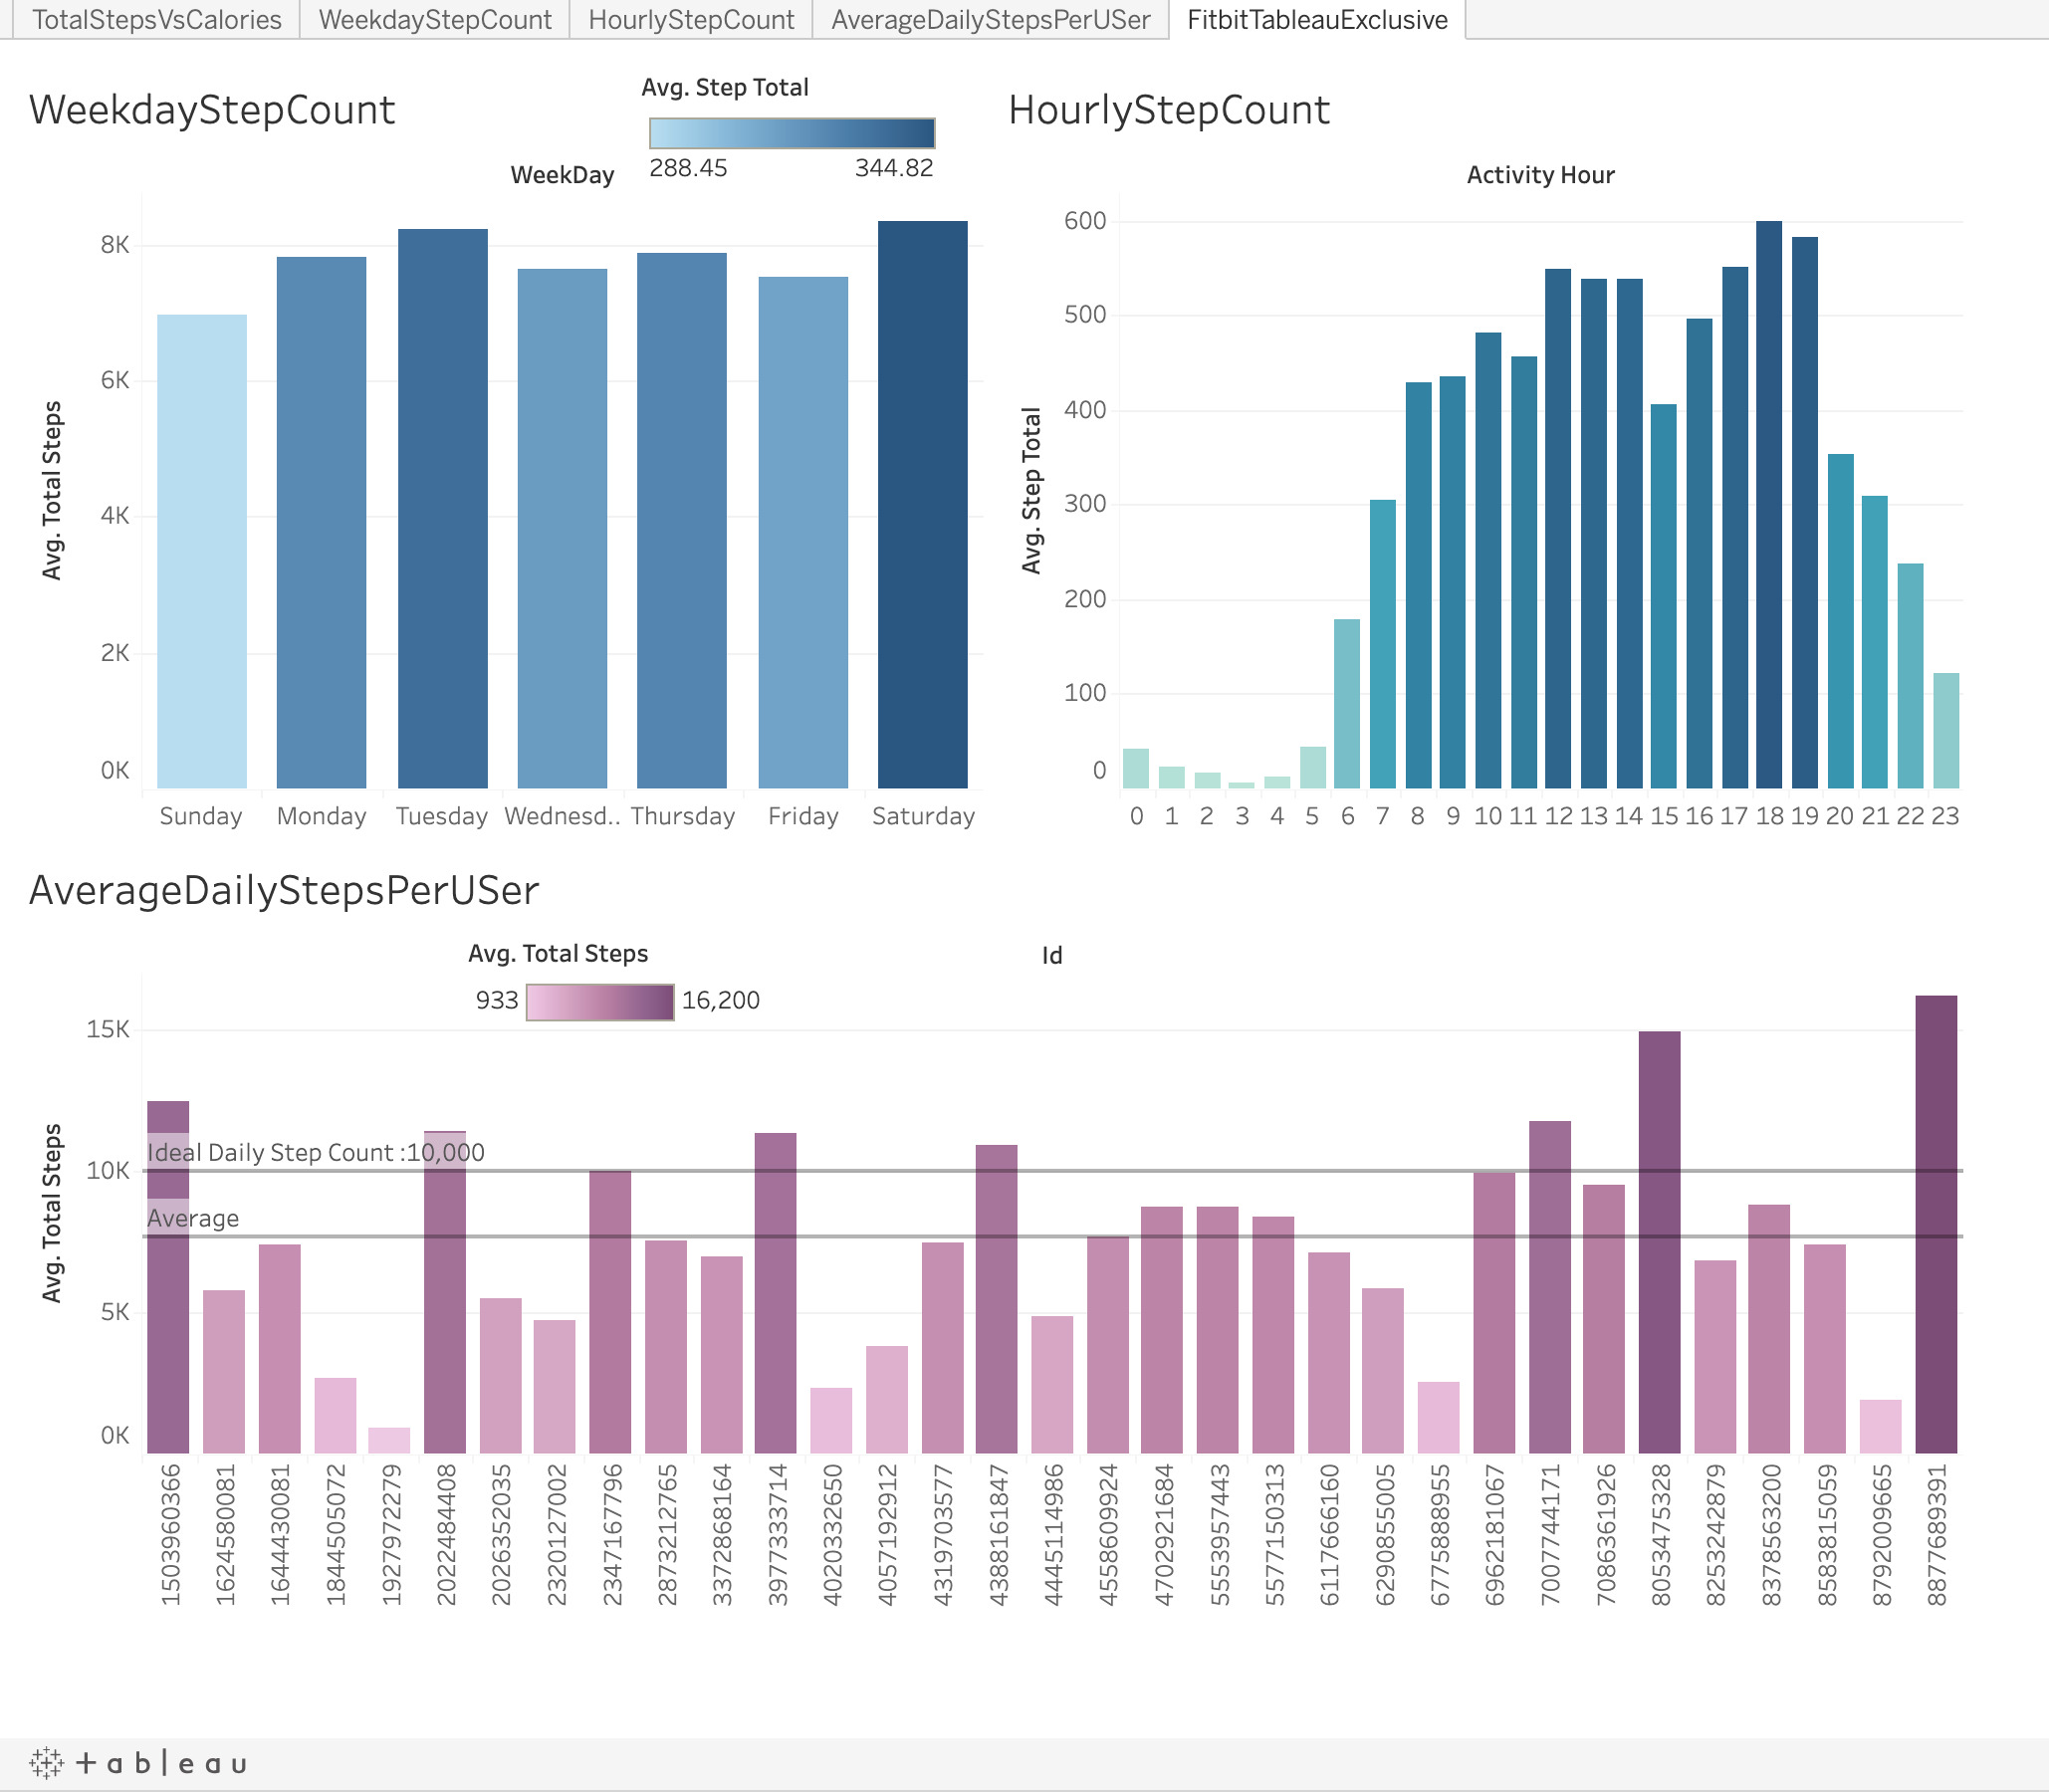 TotalStepsVsCalories
WeekdayStepCount
HourlyStepCount
AverageDailyStepsPerUSer
FitbitTableauExclusive
WeekdayStepCount
Avg. Step Total
288.45 344.82
WeekDay
Avg. Total Steps
8K
6K
4K
2K
0K
Sunday Monday Tuesday Wednesd.. Thursday Friday Saturday
HourlyStepCount
Activity Hour
Avg. Step Total
600
500
400
300
200
100
0
0 1 2 3 4 5 6 7 8 9 10 11 12 13 14 15 16 17 18 19 20 21 22 23
AverageDailyStepsPerUSer
Avg. Total Steps
933 16,200
Id
Avg. Total Steps
15K
10K
5K
0K
Ideal Daily Step Count :10,000
Average
1503960366
1624580081
1644430081
1844505072
1927972279
2022484408
2026352035
2320127002
2347167796
2873212765
3372868164
3977333714
4020332650
4057192912
4319703577
4388161847
4445114986
4558609924
4702921684
5553957443
5577150313
6117666160
6290855005
6775888955
6962181067
7007744171
7086361926
8053475328
8253242879
8378563200
8583815059
8792009665
8877689391
tableau